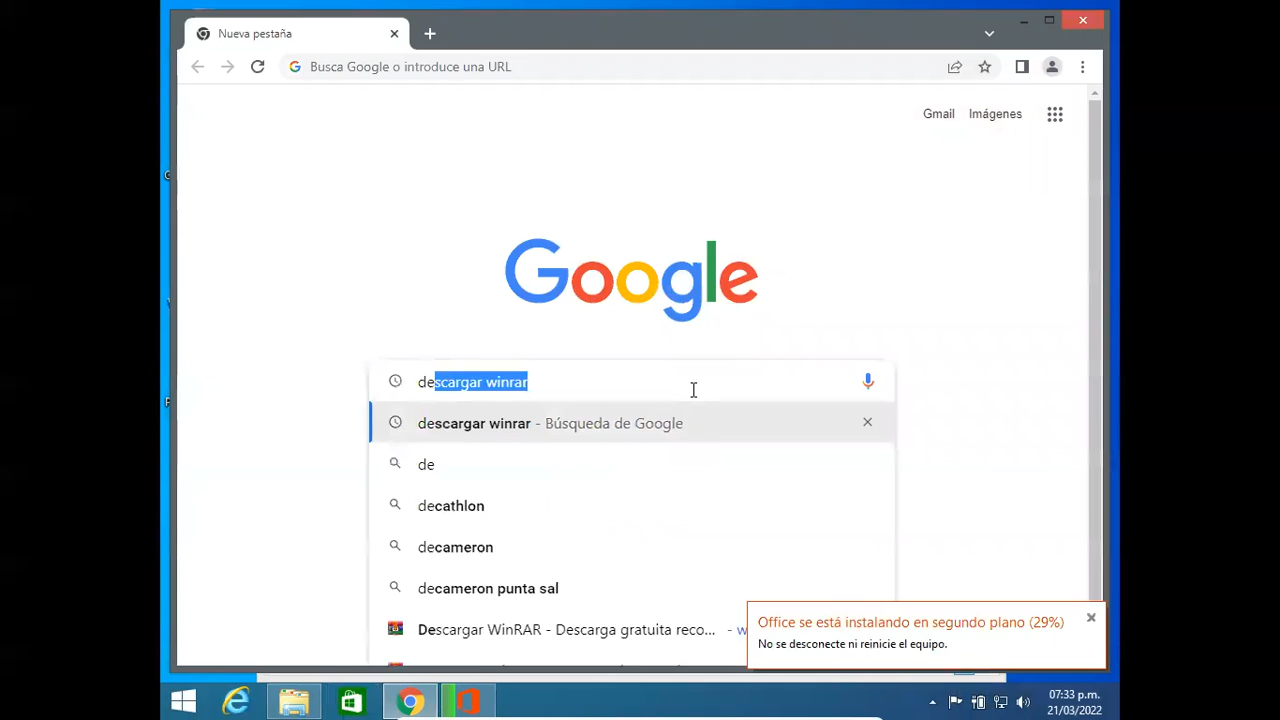 Nueva pestaña
Busca Google o introduce una URL
Gmail Imágenes
Google
descargar winrar
descargar winrar - Búsqueda de Google
de
decathlon
decameron
decameron punta sal
Descargar WinRAR - Descarga gratuita reco... - w
Office se está instalando en segundo plano (29%)
No se desconecte ni reinicie el equipo.
07:33 p.m.
21/03/2022